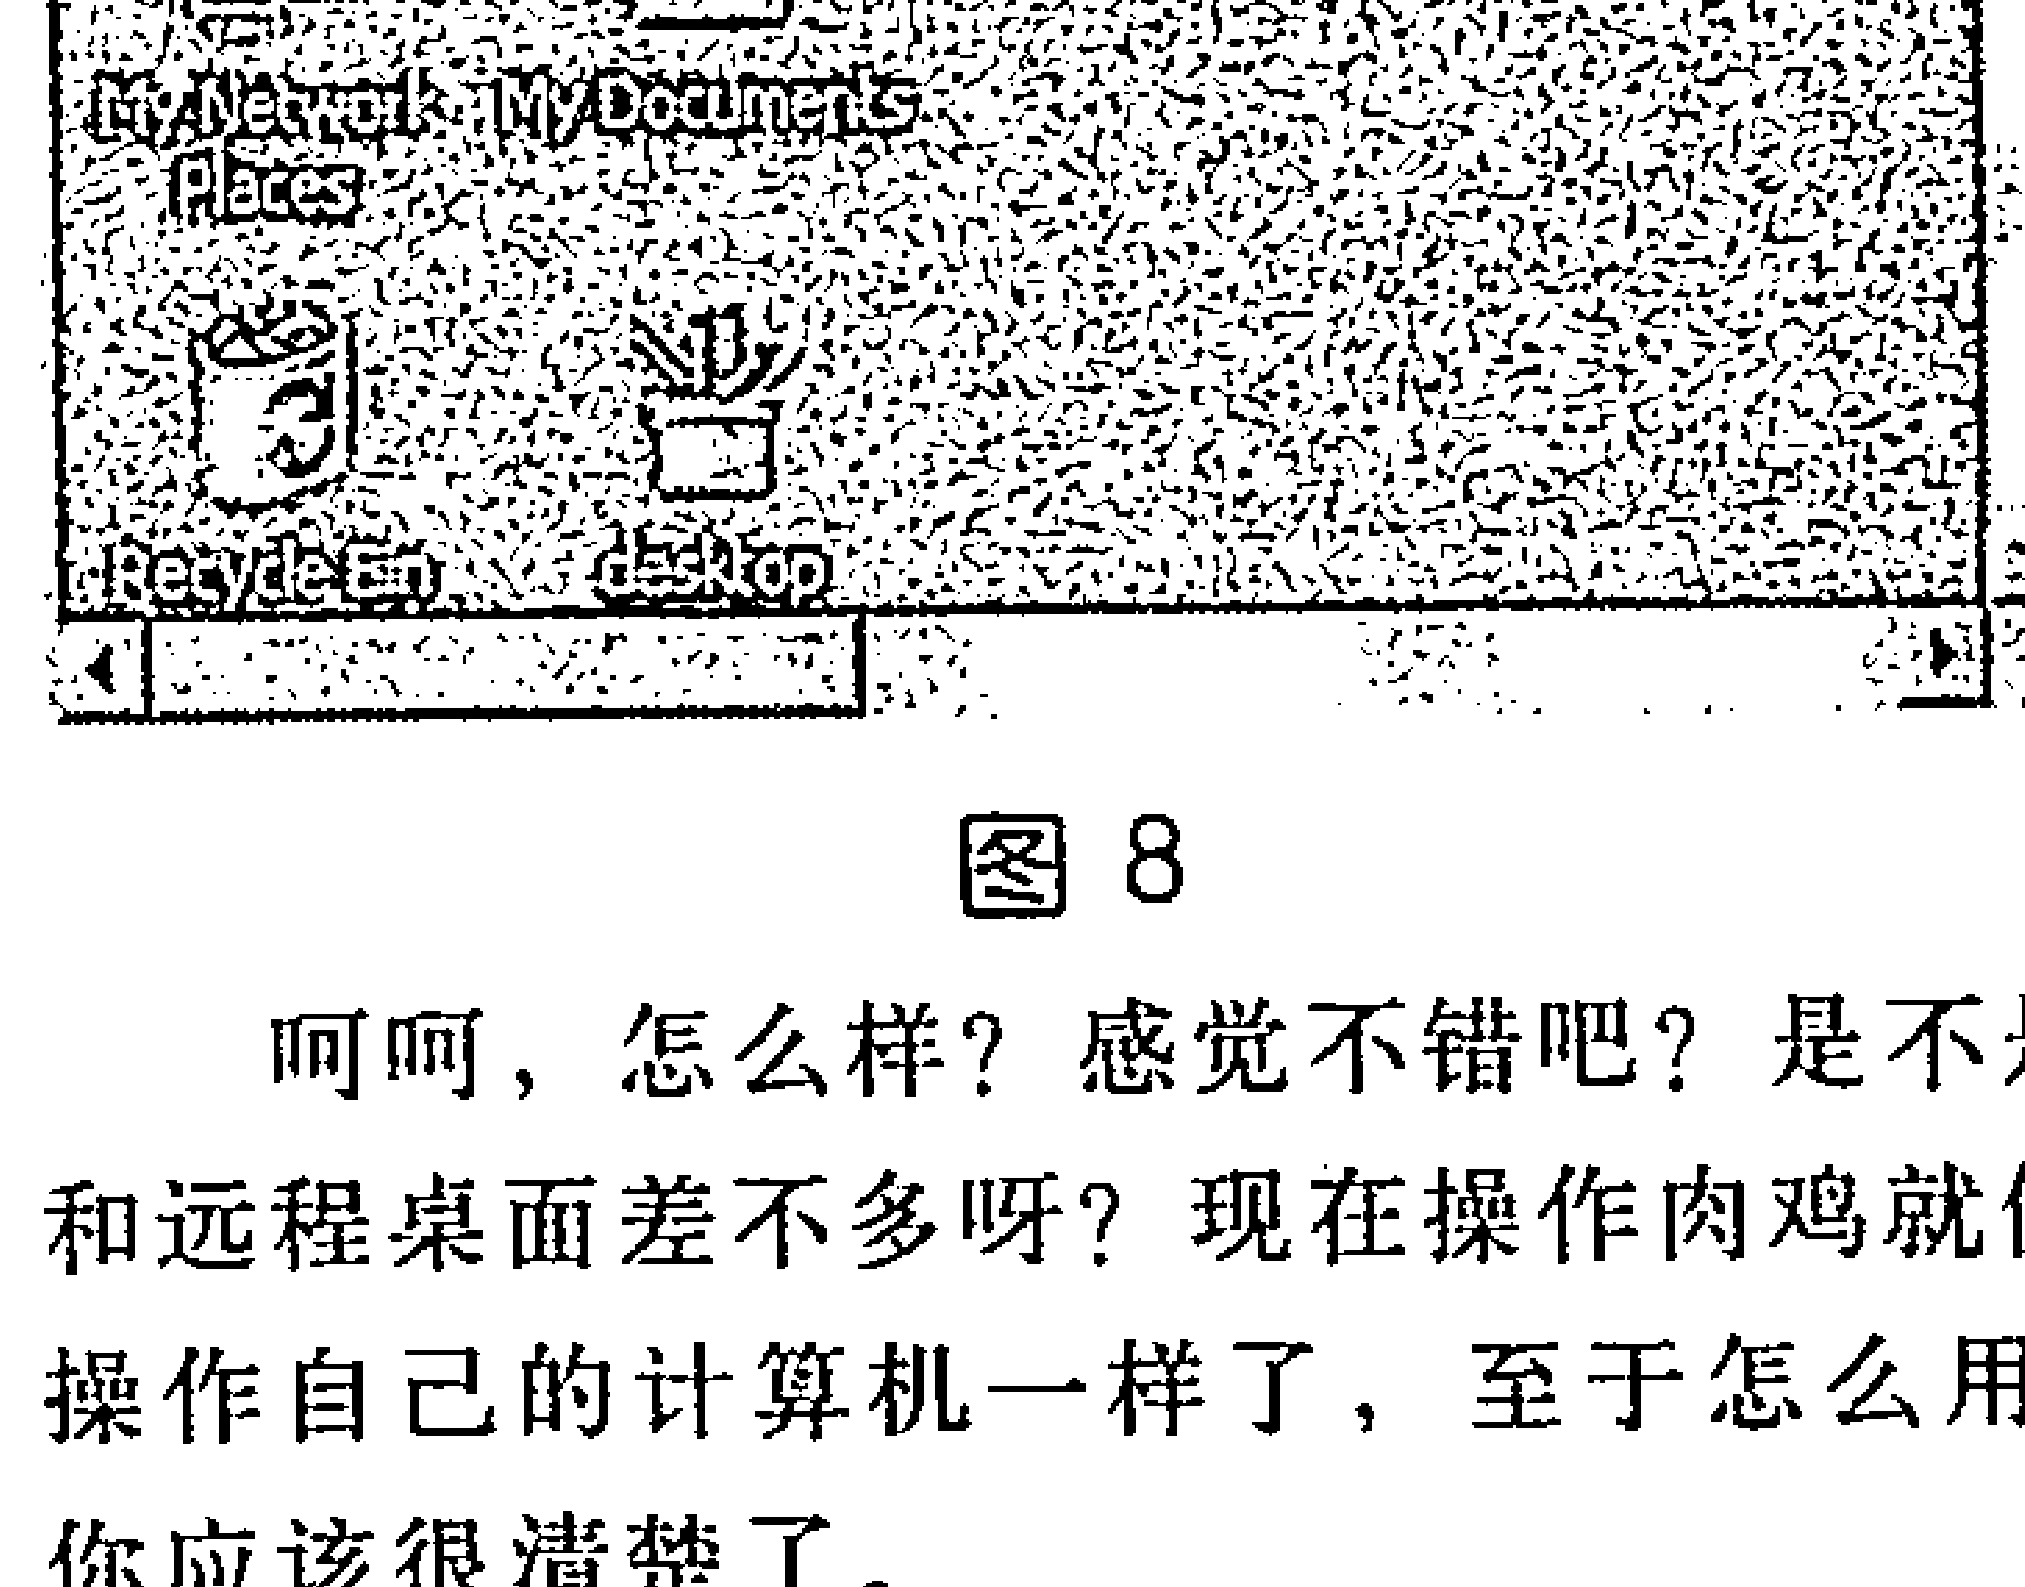 My Network My Documents
Places
Recycle Bin desktop
图 8
呵呵，怎么样？感觉不错吧？是不是
和远程桌面差不多呀？现在操作肉鸡就
操作自己的计算机一样了，至于怎么用
你应该很清楚了。